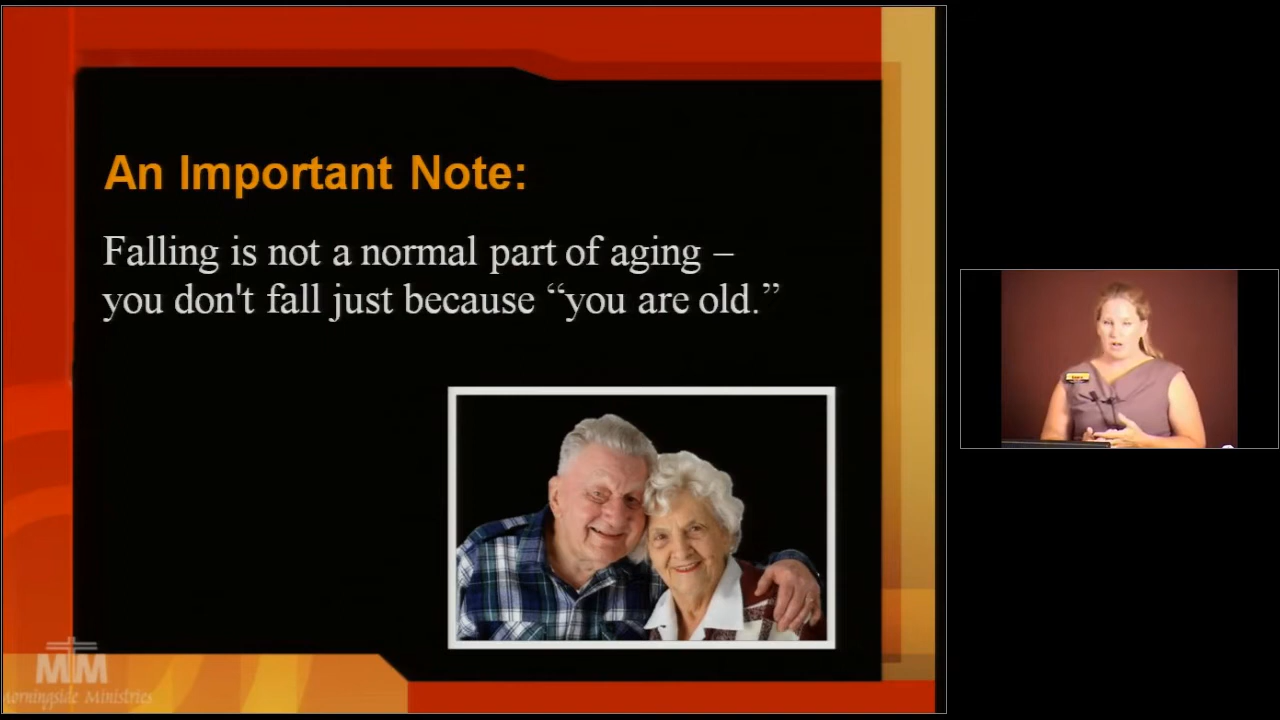 An Important Note:
Falling is not a normal part of aging –
you don't fall just because “you are old.”
MM
Morningside Ministries